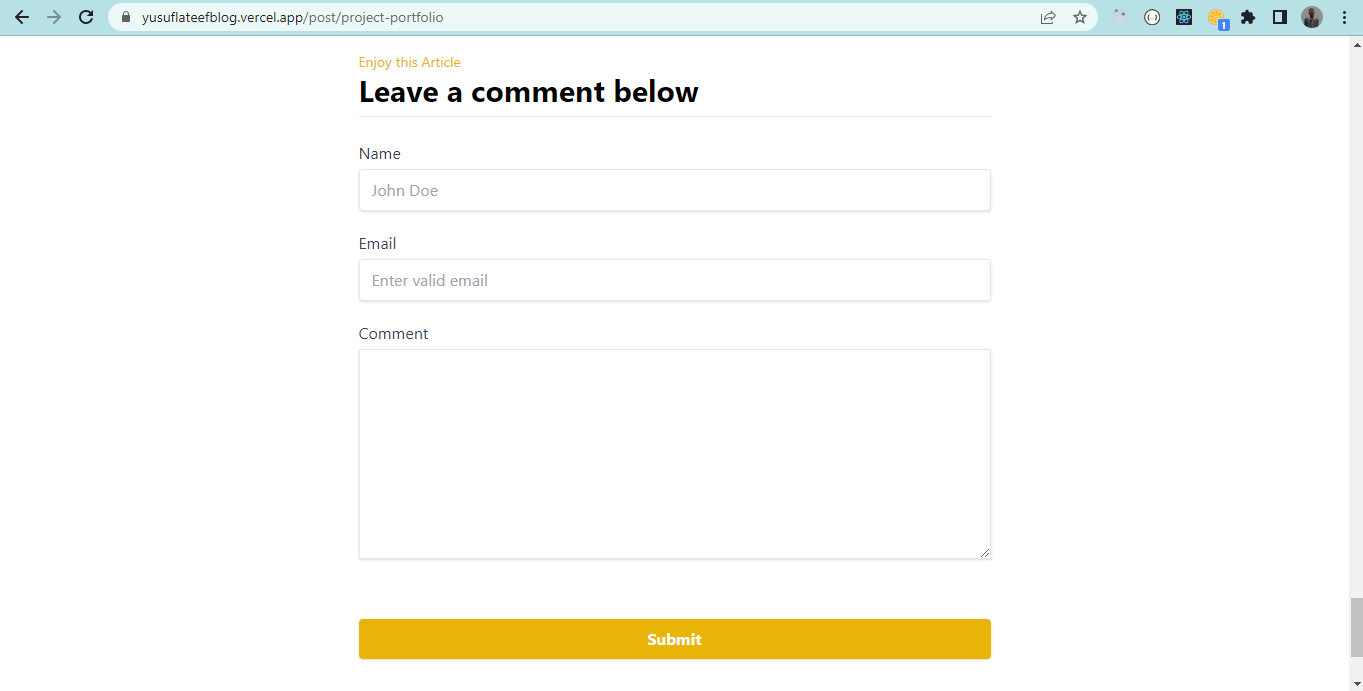 yusuflateefblog.vercel.app/post/project-portfolio
1
Enjoy this Article
Leave a comment below
Name
John Doe
Email
Enter valid email
Comment
Submit